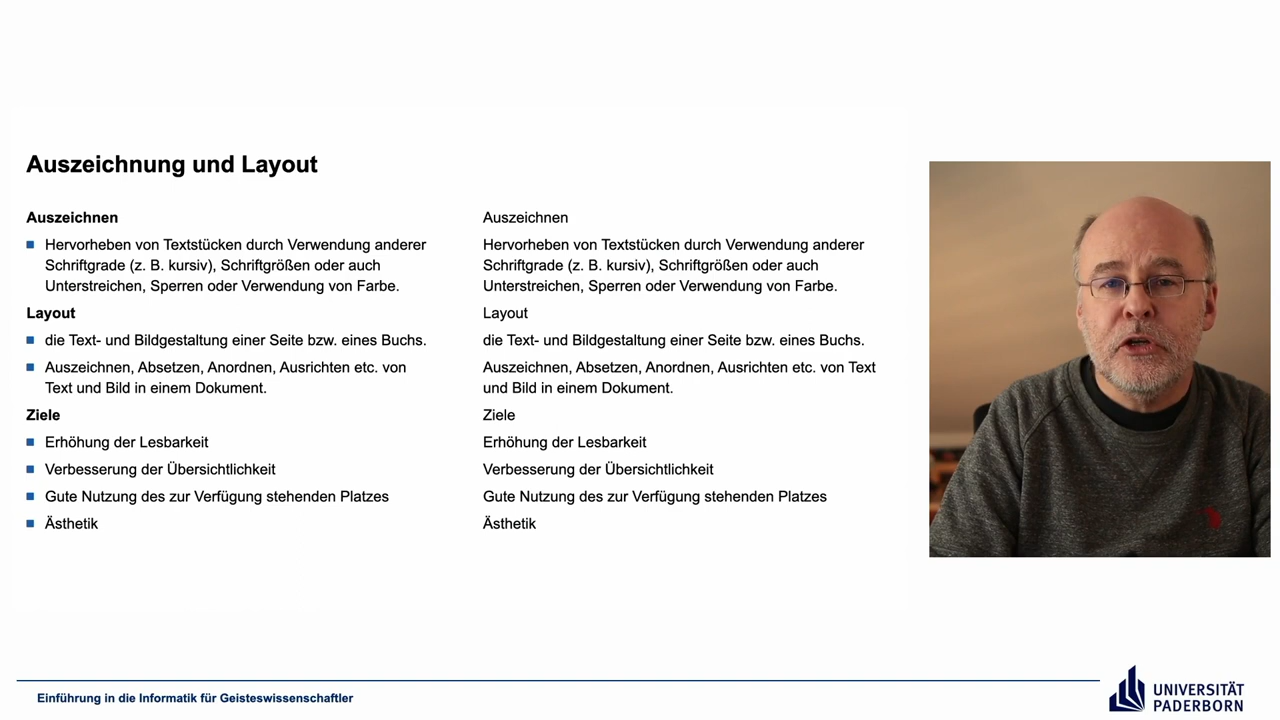 Auszeichnung und Layout
Auszeichnen
Hervorheben von Textstücken durch Verwendung anderer
Schriftgrade (z. B. kursiv), Schriftgrößen oder auch
Unterstreichen, Sperren oder Verwendung von Farbe.
Layout
die Text- und Bildgestaltung einer Seite bzw. eines Buchs.
Auszeichnen, Absetzen, Anordnen, Ausrichten etc. von
Text und Bild in einem Dokument.
Ziele
Erhöhung der Lesbarkeit
Verbesserung der Übersichtlichkeit
Gute Nutzung des zur Verfügung stehenden Platzes
Ästhetik
Auszeichnen
Hervorheben von Textstücken durch Verwendung anderer
Schriftgrade (z. B. kursiv), Schriftgrößen oder auch
Unterstreichen, Sperren oder Verwendung von Farbe.
Layout
die Text- und Bildgestaltung einer Seite bzw. eines Buchs.
Auszeichnen, Absetzen, Anordnen, Ausrichten etc. von Text
und Bild in einem Dokument.
Ziele
Erhöhung der Lesbarkeit
Verbesserung der Übersichtlichkeit
Gute Nutzung des zur Verfügung stehenden Platzes
Ästhetik
Einführung in die Informatik für Geisteswissenschaftler
UNIVERSITÄT
PADERBORN